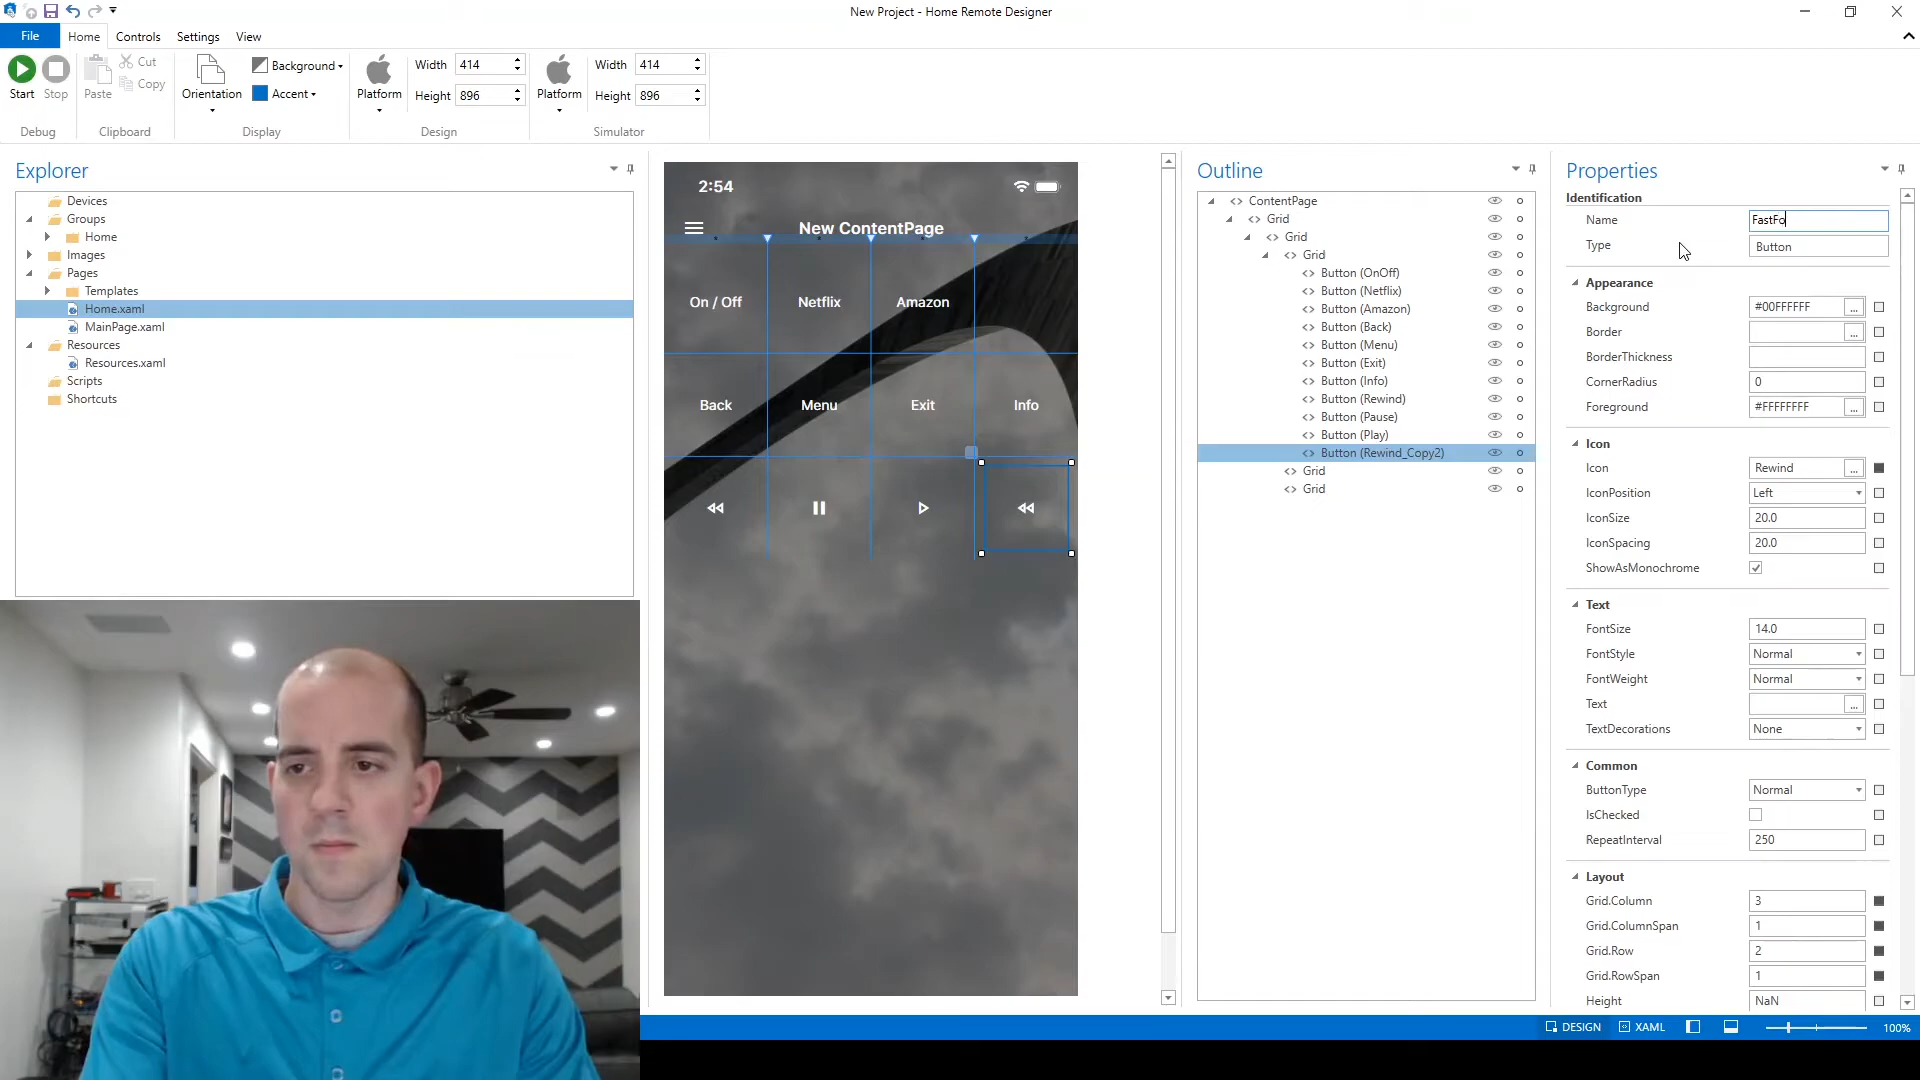 New Project - Home Remote Designer
File Home Controls Settings View
Start
Stop
Debug
Paste
Cut
Copy
Clipboard
Orientation
Background
Accent
Display
Platform
Width 414
Height 896
Design
Platform
Width 414
Height 896
Simulator
Explorer
Devices
Groups
Home
Images
Pages
Templates
Home.xaml
MainPage.xaml
Resources
Resources.xaml
Scripts
Shortcuts
2:54
New ContentPage
On / Off Netflix Amazon
Back Menu Exit Info
Outline
ContentPage
Grid
Grid
Grid
Button (OnOff)
Button (Netflix)
Button (Amazon)
Button (Back)
Button (Menu)
Button (Exit)
Button (Info)
Button (Rewind)
Button (Pause)
Button (Play)
Button (Rewind_Copy2)
Grid
Grid
Properties
Identification
Name FastFo
Type Button
Appearance
Background #00FFFFFF ...
Border ...
BorderThickness
CornerRadius 0
Foreground #FFFFFFFF ...
Icon
Icon Rewind ...
IconPosition Left
IconSize 20.0
IconSpacing 20.0
ShowAsMonochrome
Text
FontSize 14.0
FontStyle Normal
FontWeight Normal
Text ...
TextDecorations None
Common
ButtonType Normal
IsChecked
RepeatInterval 250
Layout
Grid.Column 3
Grid.ColumnSpan 1
Grid.Row 2
Grid.RowSpan 1
Height NaN
DESIGN XAML 100%